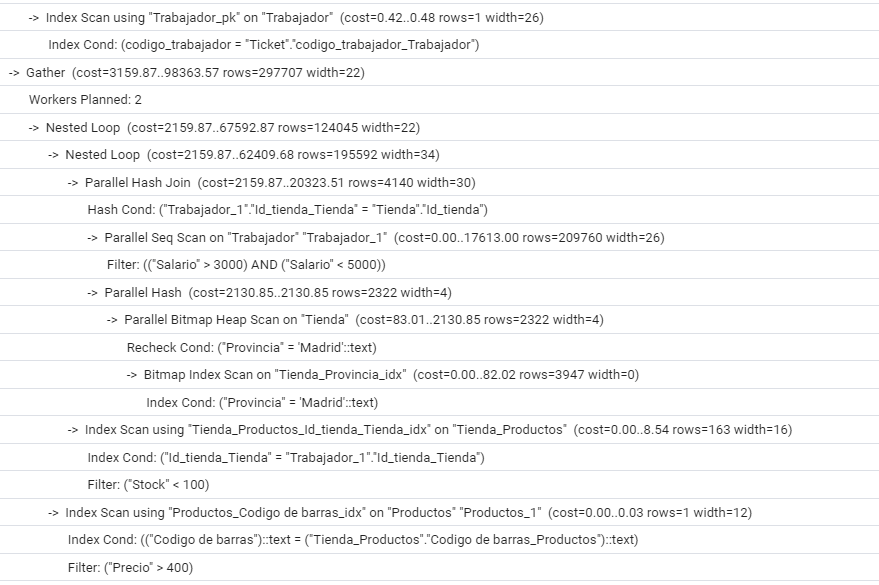 -> Index Scan using "Trabajador_pk" on "Trabajador" (cost=0.42..0.48 rows=1 width=26)
Index Cond: (codigo_trabajador = "Ticket"."codigo_trabajador_Trabajador")
-> Gather (cost=3159.87..98363.57 rows=297707 width=22)
Workers Planned: 2
-> Nested Loop (cost=2159.87..67592.87 rows=124045 width=22)
-> Nested Loop (cost=2159.87..62409.68 rows=195592 width=34)
-> Parallel Hash Join (cost=2159.87..20323.51 rows=4140 width=30)
Hash Cond: ("Trabajador_1"."Id_tienda_Tienda" = "Tienda"."Id_tienda")
-> Parallel Seq Scan on "Trabajador" "Trabajador_1" (cost=0.00..17613.00 rows=209760 width=26)
Filter: (("Salario" > 3000) AND ("Salario" < 5000))
-> Parallel Hash (cost=2130.85..2130.85 rows=2322 width=4)
-> Parallel Bitmap Heap Scan on "Tienda" (cost=83.01..2130.85 rows=2322 width=4)
Recheck Cond: ("Provincia" = 'Madrid'::text)
-> Bitmap Index Scan on "Tienda_Provincia_idx" (cost=0.00..82.02 rows=3947 width=0)
Index Cond: ("Provincia" = 'Madrid'::text)
-> Index Scan using "Tienda_Productos_Id_tienda_Tienda_idx" on "Tienda_Productos" (cost=0.00..8.54 rows=163 width=16)
Index Cond: ("Id_tienda_Tienda" = "Trabajador_1"."Id_tienda_Tienda")
Filter: ("Stock" < 100)
-> Index Scan using "Productos_Codigo de barras_idx" on "Productos" "Productos_1" (cost=0.00..0.03 rows=1 width=12)
Index Cond: (("Codigo de barras")::text = ("Tienda_Productos"."Codigo de barras_Productos")::text)
Filter: ("Precio" > 400)